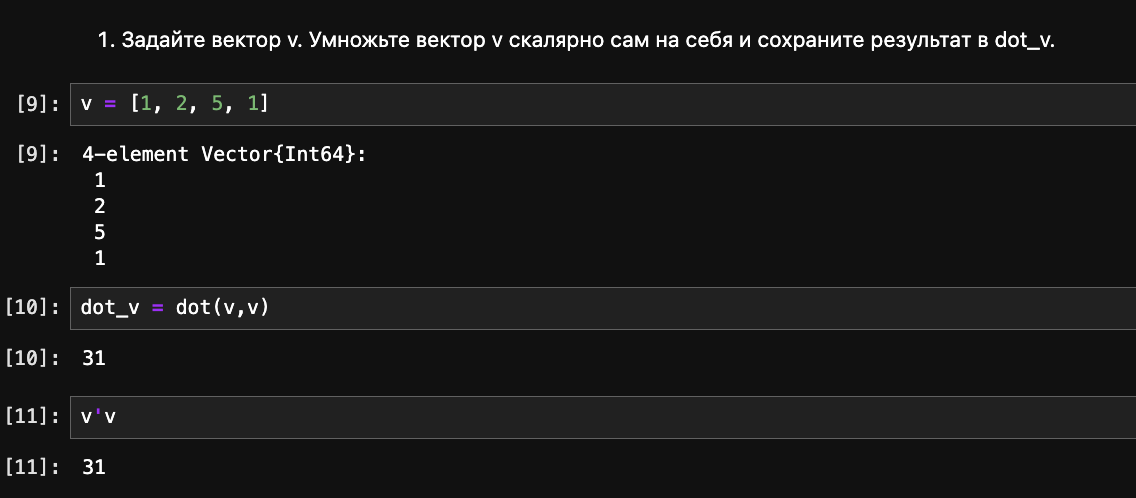 1. Задайте вектор v. Умножьте вектор v скалярно сам на себя и сохраните результат в dot_v.
[9]: v = [1, 2, 5, 1]
[9]: 4-element Vector{Int64}:
1
2
5
1
[10]: dot_v = dot(v,v)
[10]: 31
[11]: v'v
[11]: 31